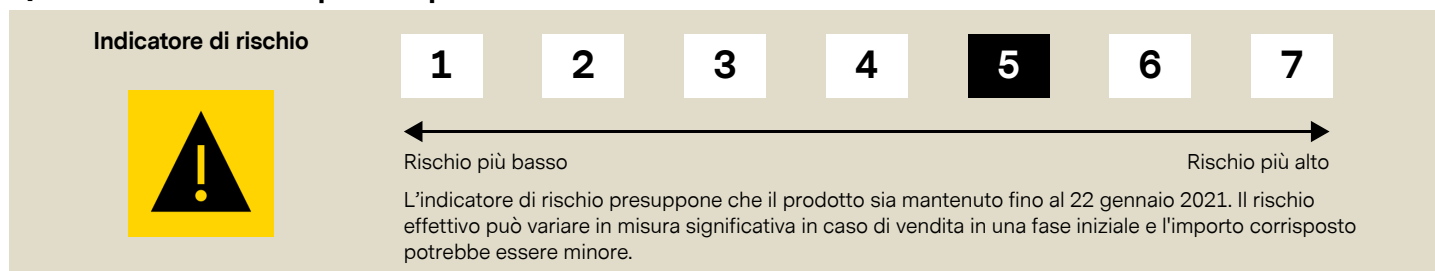 Indicatore di rischio
1 2 3 4 5 6 7
Rischio più basso Rischio più alto
L'indicatore di rischio presuppone che il prodotto sia mantenuto fino al 22 gennaio 2021. Il rischio
effettivo può variare in misura significativa in caso di vendita in una fase iniziale e l'importo corrisposto
potrebbe essere minore.